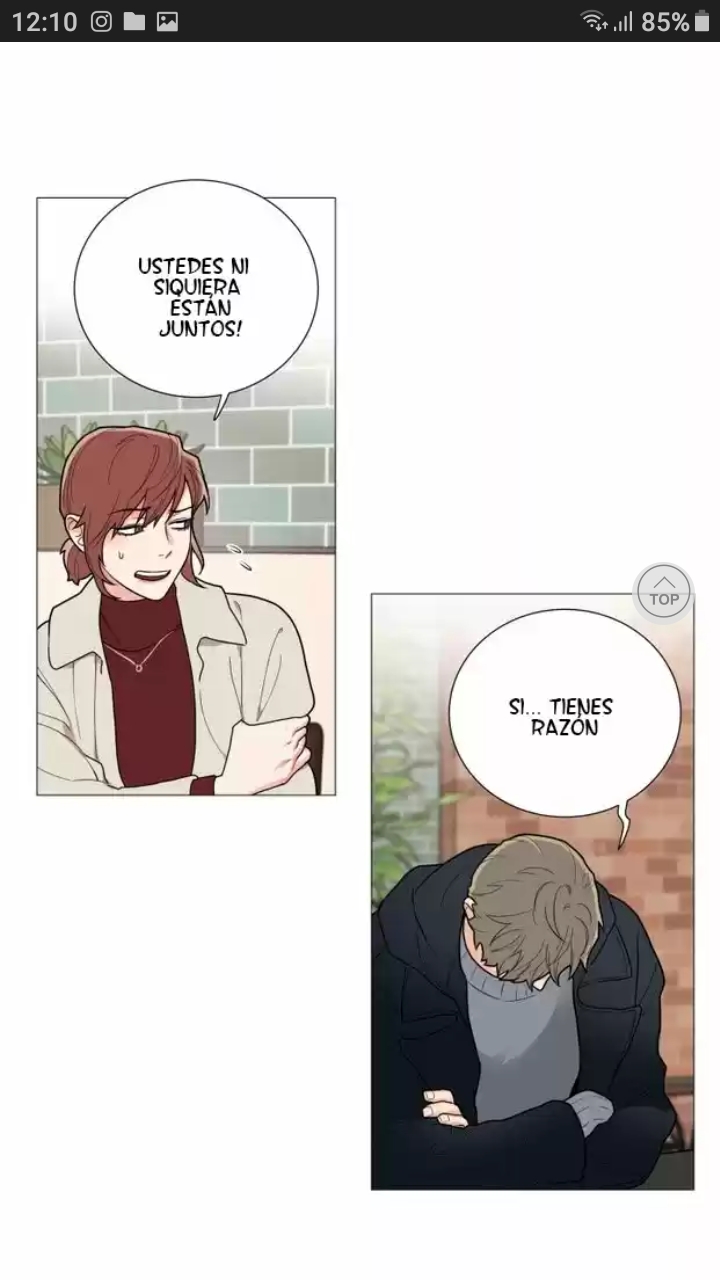 12:10
85%
USTEDES NI
SIQUIERA
ESTÁN
JUNTOS!
TOP
SI... TIENES
RAZÓN